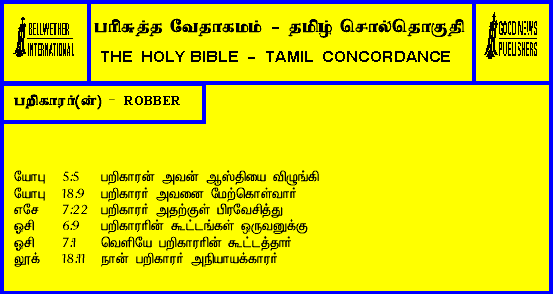 BELLWETHER
INTERNATIONAL
பரிசுத்த வேதாகமம் - தமிழ் சொல்தொகுதி
THE HOLY BIBLE - TAMIL CONCORDANCE
GOOD NEWS
PUBLISHERS
பறிகாரர்(ன்) - ROBBER
யோபு 5:5 பறிகாரன் அவன் ஆஸ்தியை விழுங்கி
யோபு 18:9 பறிகாரர் அவனை மேற்கொள்வார்
எசே 7:22 பறிகாரர் அதற்குள் பிரவேசித்து
ஓசி 6:9 பறிகாரரின் கூட்டங்கள் ஒருவனுக்கு
ஓசி 7:1 வெளியே பறிகாரரின் கூட்டத்தார்
லூக் 18:11 நான் பறிகாரர் அநியாயக்காரர்